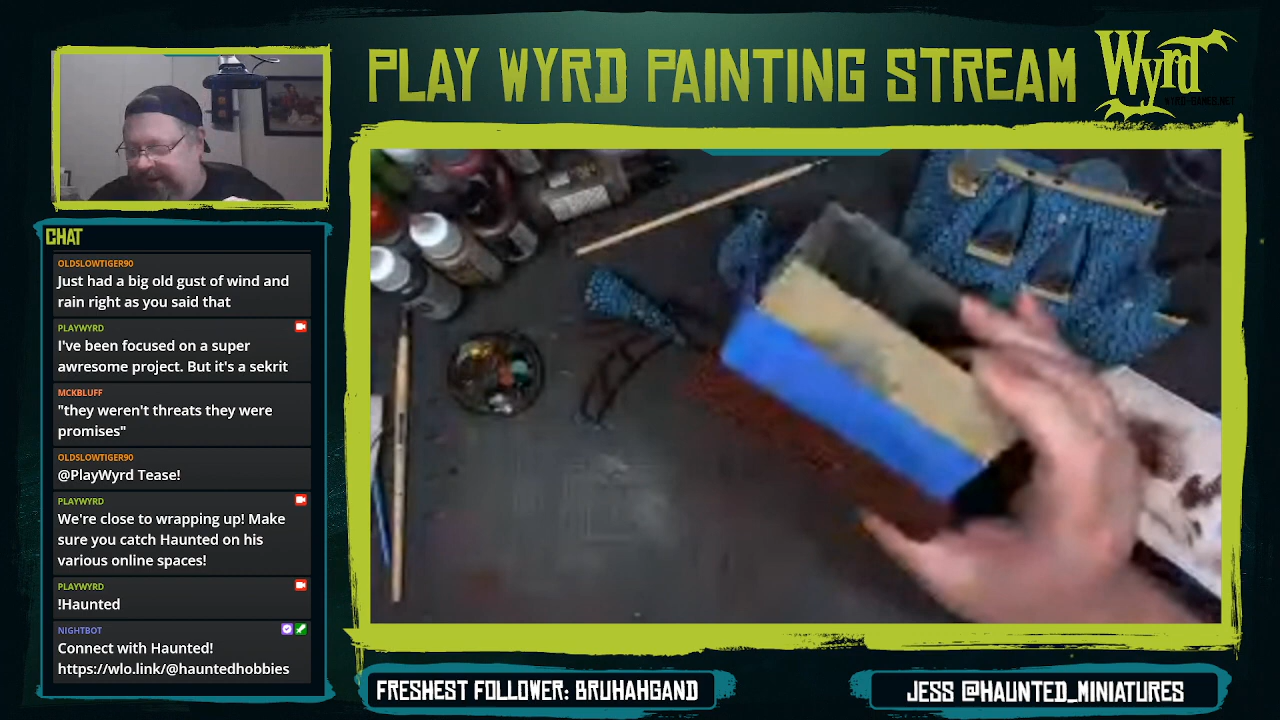 PLAY WYRD PAINTING STREAM
Wyrd
WYRD-GAMES.NET
CHAT
OLDSLOWTIGER90
Just had a big old gust of wind and
rain right as you said that
PLAYWYRD
I've been focused on a super
awresome project. But it's a sekrit
MCKBLUFF
"they weren't threats they were
promises"
OLDSLOWTIGER90
@PlayWyrd Tease!
PLAYWYRD
We're close to wrapping up! Make
sure you catch Haunted on his
various online spaces!
PLAYWYRD
!Haunted
NIGHTBOT
Connect with Haunted!
https://wlo.link/@hauntedhobbies
FRESHEST FOLLOWER: BRUHAHGAND
JESS @HAUNTED_MINIATURES